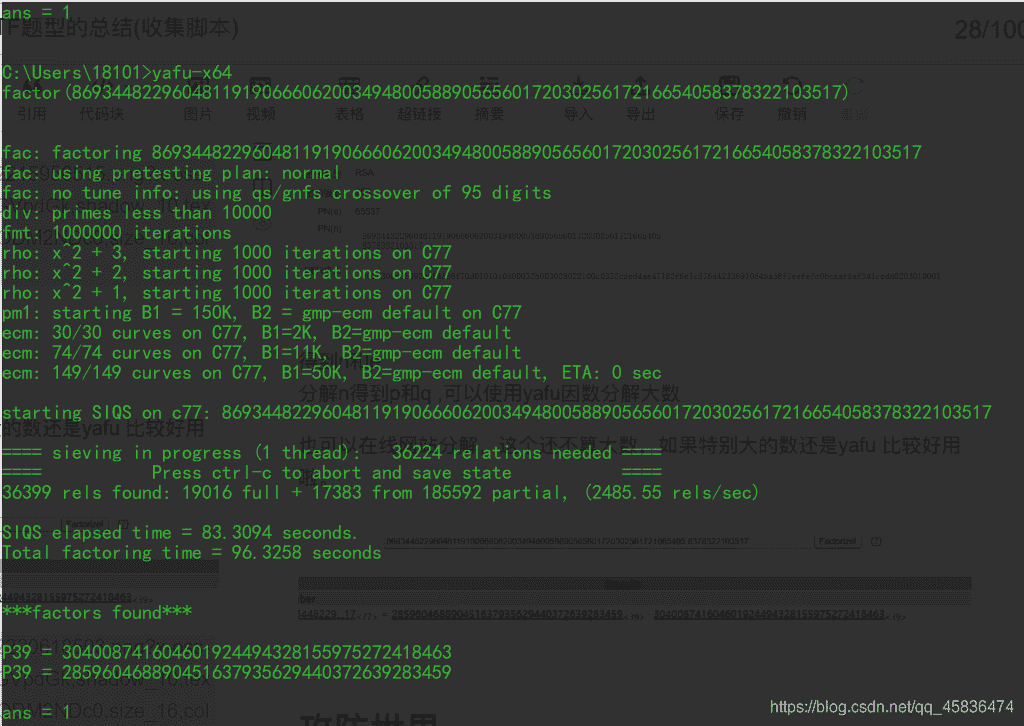 ans = 1
F题型的总结(收集脚本)
28/100
C:\Users\18101>yafu-x64
factor(86934482296048119190666062003494800588905656017203025617216654058378322103517)
引用 代码块 图片 视频 表格 超链接 摘要 导入 导出 保存 撤销
fac: factoring 86934482296048119190666062003494800588905656017203025617216654058378322103517
fac: using pretesting plan: normal
RSA
fac: no tune info: using qs/gnfs crossover of 95 digits
div: primes less than 10000
PN(e) 65537
fmt: 1000000 iterations
PN(n)
rho: x^2 + 3, starting 1000 iterations on C77
rho: x^2 + 2, starting 1000 iterations on C77
rho: x^2 + 1, starting 1000 iterations on C77
pm1: starting B1 = 150K, B2 = gmp-ecm default on C77
ecm: 30/30 curves on C77, B1=2K, B2=gmp-ecm default
ecm: 74/74 curves on C77, B1=11K, B2=gmp-ecm default
ecm: 149/149 curves on C77, B1=50K, B2=gmp-ecm default, ETA: 0 sec
分解n得到p和q ,可以使用yafu因数分解大数
starting SIQS on c77: 86934482296048119190666062003494800588905656017203025617216654058378322103517
的数还是yafu 比较好用
也可以在线网站分解，这个还不算大数，如果特别大的数还是yafu 比较好用
==== sieving in progress (1 thread): 36224 relations needed ====
==== Press ctrl-c to abort and save state ====
36399 rels found: 19016 full + 17383 from 185592 partial, (2485.55 rels/sec)
SIQS elapsed time = 83.3094 seconds.
Factorize!
Total factoring time = 96.3258 seconds
***factors found***
P39 = 304008741604601924494328155975272418463
P39 = 285960468890451637935629440372639283459
ans = 1
https://blog.csdn.net/qq_45836474